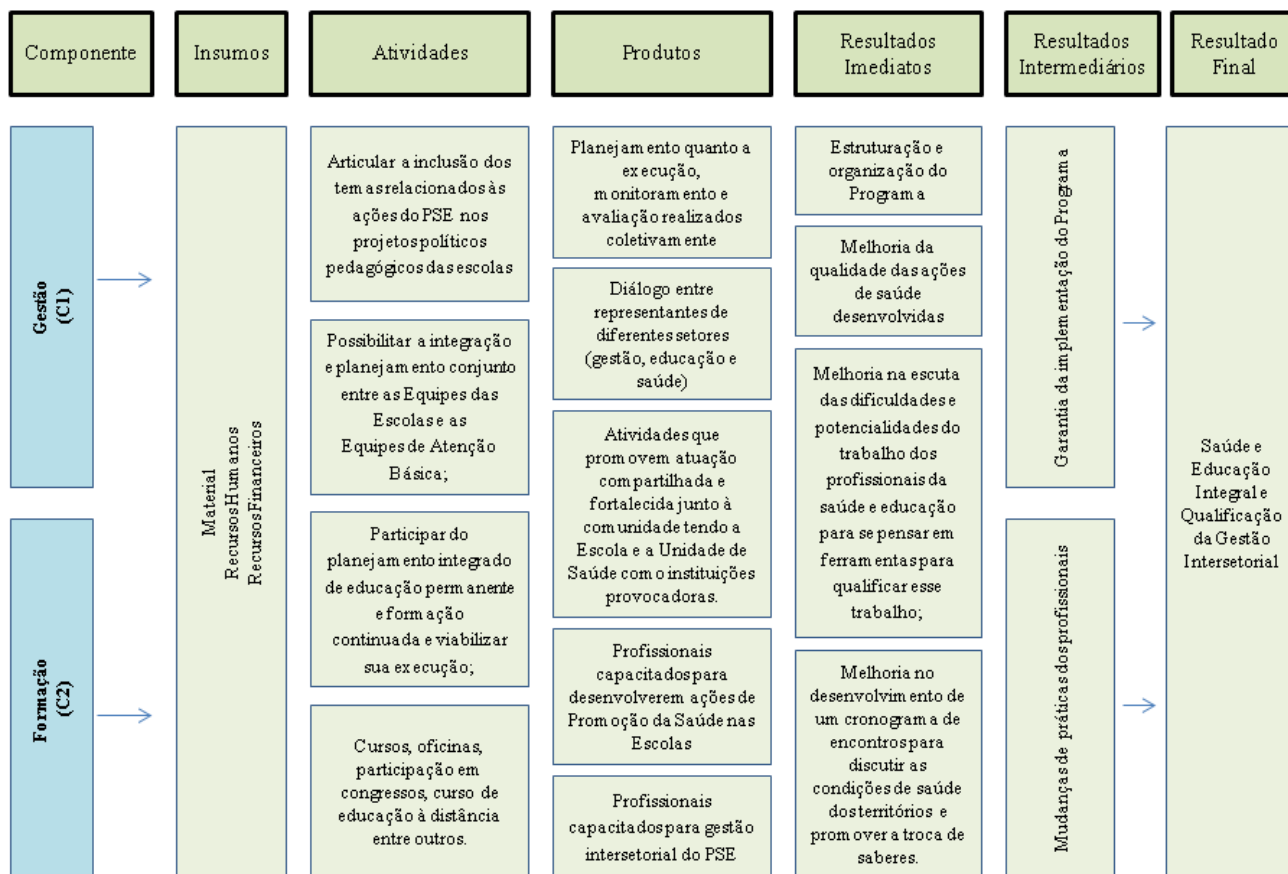 Componente
Insumos
Atividades
Produtos
Resultados
Imediatos
Resultados
Intermediários
Resultado
Final
Gestão
(C1)
Formação
(C2)
Material
Recursos Humanos
Recursos Financeiros
Articular a inclusão dos
temas relacionados às
ações do PSE nos
projetos políticos
pedagógicos das escolas
Possibilitar a integração
e planejamento conjunto
entre as Equipes das
Escolas e as
Equipes de Atenção
Básica;
Participar do
planejamento integrado
de educação permanente
e formação
continuada e viabilizar
sua execução;
Cursos, oficinas,
participação em
congressos, curso de
educação à distância
entre outros.
Planejamento quanto a
execução,
monitoramento e
avaliação realizados
coletivamente
Diálogo entre
representantes de
diferentes setores
(gestão, educação e
saúde)
Atividades que
promovem atuação
compartilhada e
fortalecida junto à
comunidade tendo a
Escola e a Unidade de
Saúde como instituições
provocadoras.
Profissionais
capacitados para
desenvolverem ações de
Promoção da Saúde nas
Escolas
Profissionais
capacitados para gestão
intersetorial do PSE
Estruturação e
organização do
Programa
Melhoria da
qualidade das ações
de saúde
desenvolvidas
Melhoria na escuta
das dificuldades e
potencialidades do
trabalho dos
profissionais da
saúde e educação
para se pensar em
ferramentas para
qualificar esse
trabalho;
Melhoria no
desenvolvimento de
um cronograma de
encontros para
discutir as
condições de saúde
dos territórios e
promover a troca de
saberes.
Garantia da implementação do Programa
Mudanças de práticas dos profissionais
Saúde e
Educação
Integral e
Qualificação
da Gestão
Intersetorial